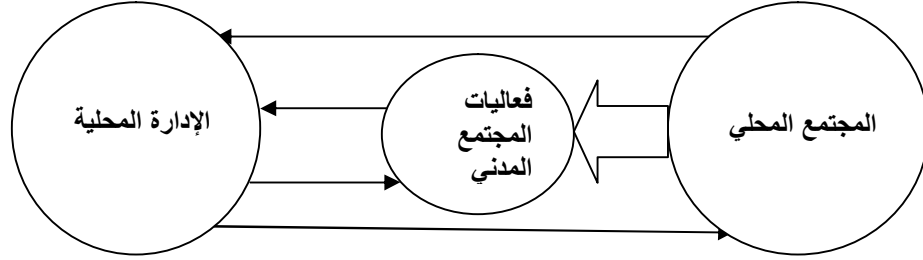 المجتمع المحلي
فعاليات
المجتمع
المدني
الإدارة المحلية